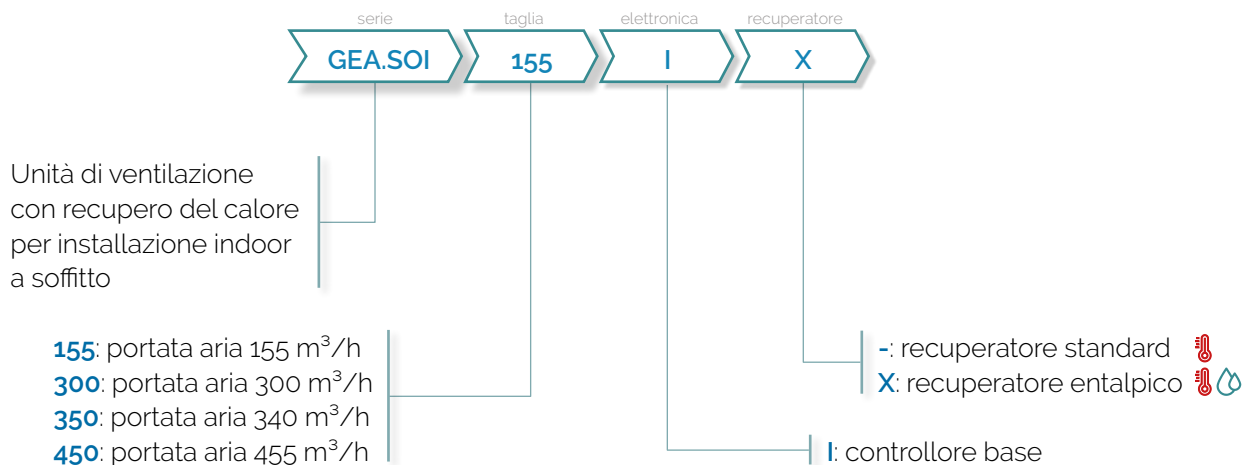 serie taglia elettronica recuperatore
GEA.SOI 155 I X
Unità di ventilazione
con recupero del calore
per installazione indoor
a soffitto
155: portata aria 155 m³/h
300: portata aria 300 m³/h
350: portata aria 340 m³/h
450: portata aria 455 m³/h
-: recuperatore standard
X: recuperatore entalpico
I: controllore base